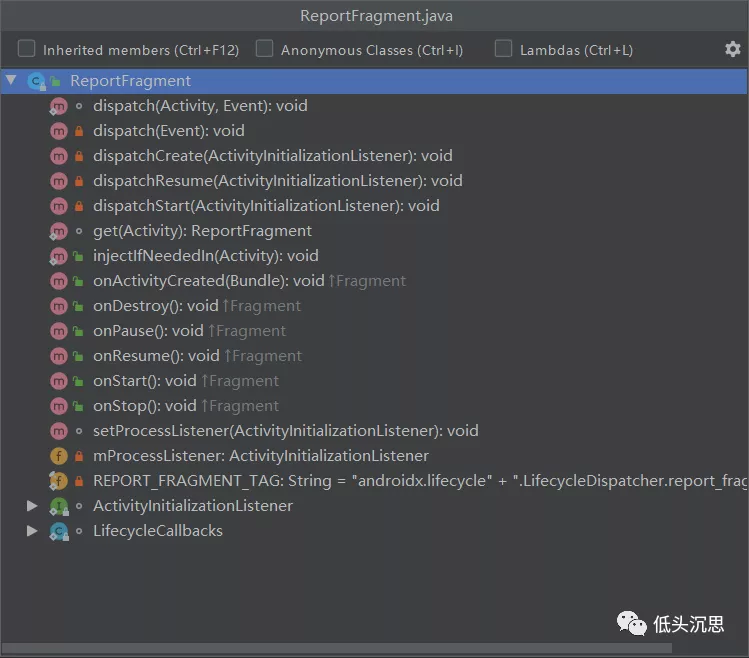 ReportFragment.java
Inherited members (Ctrl+F12) Anonymous Classes (Ctrl+I) Lambdas (Ctrl+L)
ReportFragment
dispatch(Activity, Event): void
dispatch(Event): void
dispatchCreate(ActivityInitializationListener): void
dispatchResume(ActivityInitializationListener): void
dispatchStart(ActivityInitializationListener): void
get(Activity): ReportFragment
injectIfNeededIn(Activity): void
onActivityCreated(Bundle): void ↑Fragment
onDestroy(): void ↑Fragment
onPause(): void ↑Fragment
onResume(): void ↑Fragment
onStart(): void ↑Fragment
onStop(): void ↑Fragment
setProcessListener(ActivityInitializationListener): void
mProcessListener: ActivityInitializationListener
REPORT_FRAGMENT_TAG: String = "androidx.lifecycle" + ".LifecycleDispatcher.report_frag
ActivityInitializationListener
LifecycleCallbacks
低头沉思